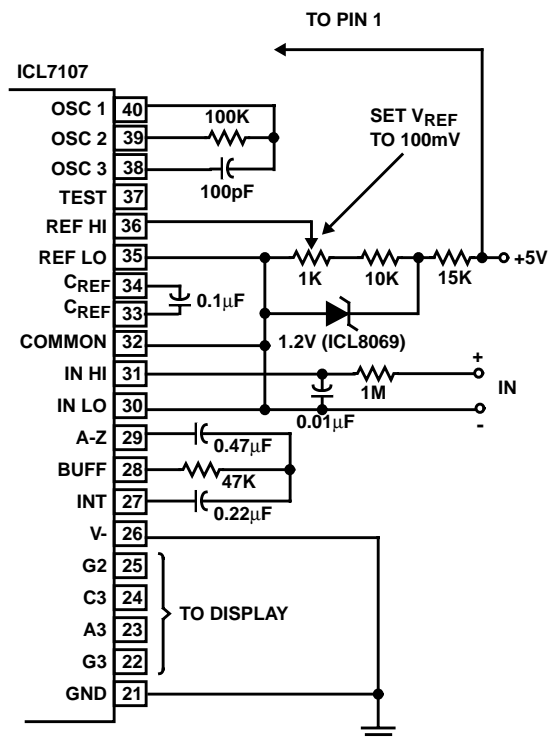 TO PIN 1
ICL7107
OSC 1 40
OSC 2 39
OSC 3 38
TEST 37
REF HI 36
REF LO 35
CREF 34
CREF 33
COMMON 32
IN HI 31
IN LO 30
A-Z 29
BUFF 28
INT 27
V- 26
G2 25
C3 24
A3 23
G3 22
GND 21
100K
100pF
SET VREF
TO 100mV
1K
10K
15K
+5V
0.1µF
1.2V (ICL8069)
+
1M
IN
0.01µF
-
0.47µF
47K
0.22µF
TO DISPLAY